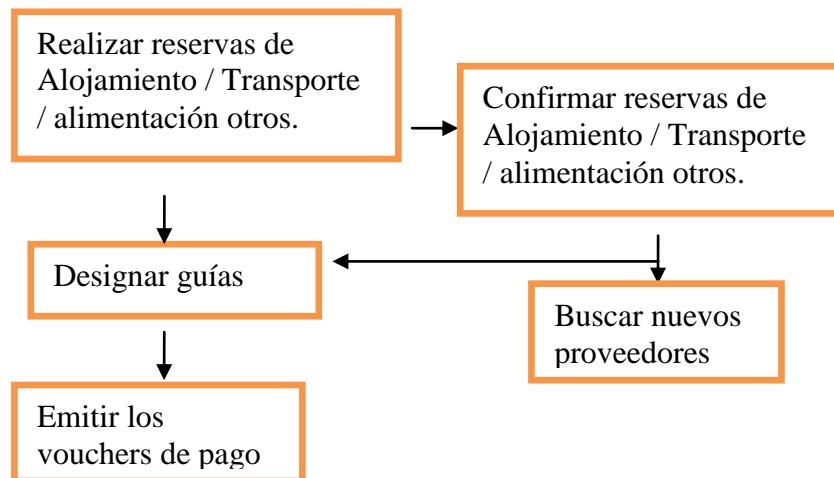 Realizar reservas de
Alojamiento / Transporte
/ alimentación otros.
Confirmar reservas de
Alojamiento / Transporte
/ alimentación otros.
Designar guías
Buscar nuevos
proveedores
Emitir los
vouchers de pago